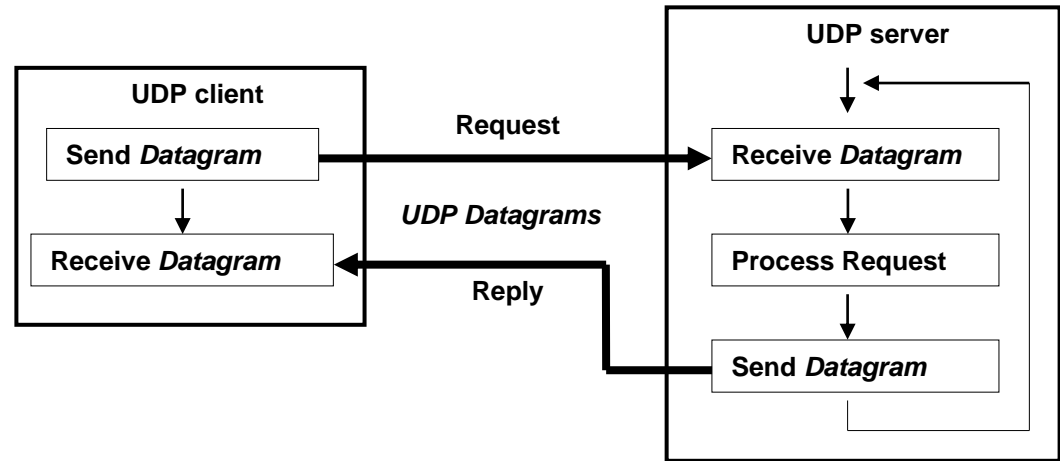 UDP server
UDP client
Request
Send Datagram
Receive Datagram
UDP Datagrams
Receive Datagram
Process Request
Reply
Send Datagram